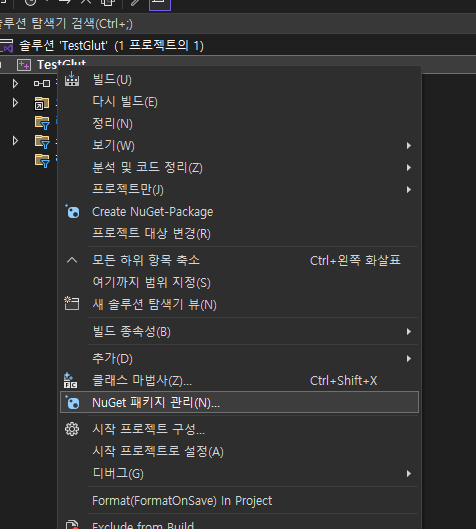 솔루션 탐색기 검색(Ctrl+;)
솔루션 'TestGlut' (1 프로젝트의 1)
TestGlut
빌드(U)
다시 빌드(E)
정리(N)
보기(W)
분석 및 코드 정리(Z)
프로젝트만(J)
Create NuGet-Package
프로젝트 대상 변경(R)
모든 하위 항목 축소 Ctrl+왼쪽 화살표
여기까지 범위 지정(S)
새 솔루션 탐색기 뷰(N)
빌드 종속성(B)
추가(D)
클래스 마법사(Z)... Ctrl+Shift+X
NuGet 패키지 관리(N)...
시작 프로젝트 구성...
시작 프로젝트로 설정(A)
디버그(G)
Format(FormatOnSave) In Project
Exclude from Build